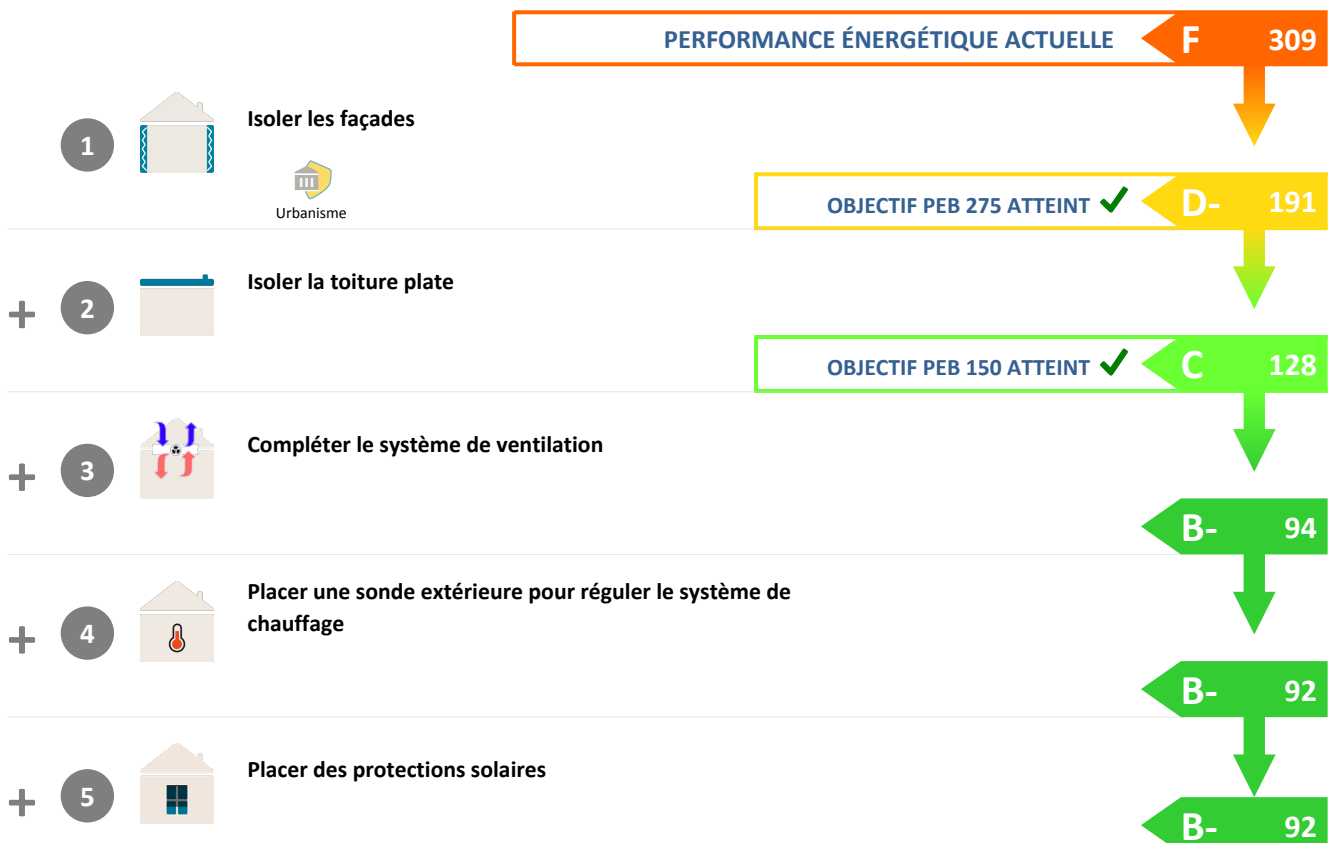 PERFORMANCE ÉNERGÉTIQUE ACTUELLE F 309
1 Isoler les façades
Urbanisme
OBJECTIF PEB 275 ATTEINT D- 191
+ 2 Isoler la toiture plate
OBJECTIF PEB 150 ATTEINT C 128
+ 3 Compléter le système de ventilation
B- 94
+ 4 Placer une sonde extérieure pour réguler le système de
chauffage
B- 92
+ 5 Placer des protections solaires
B- 92